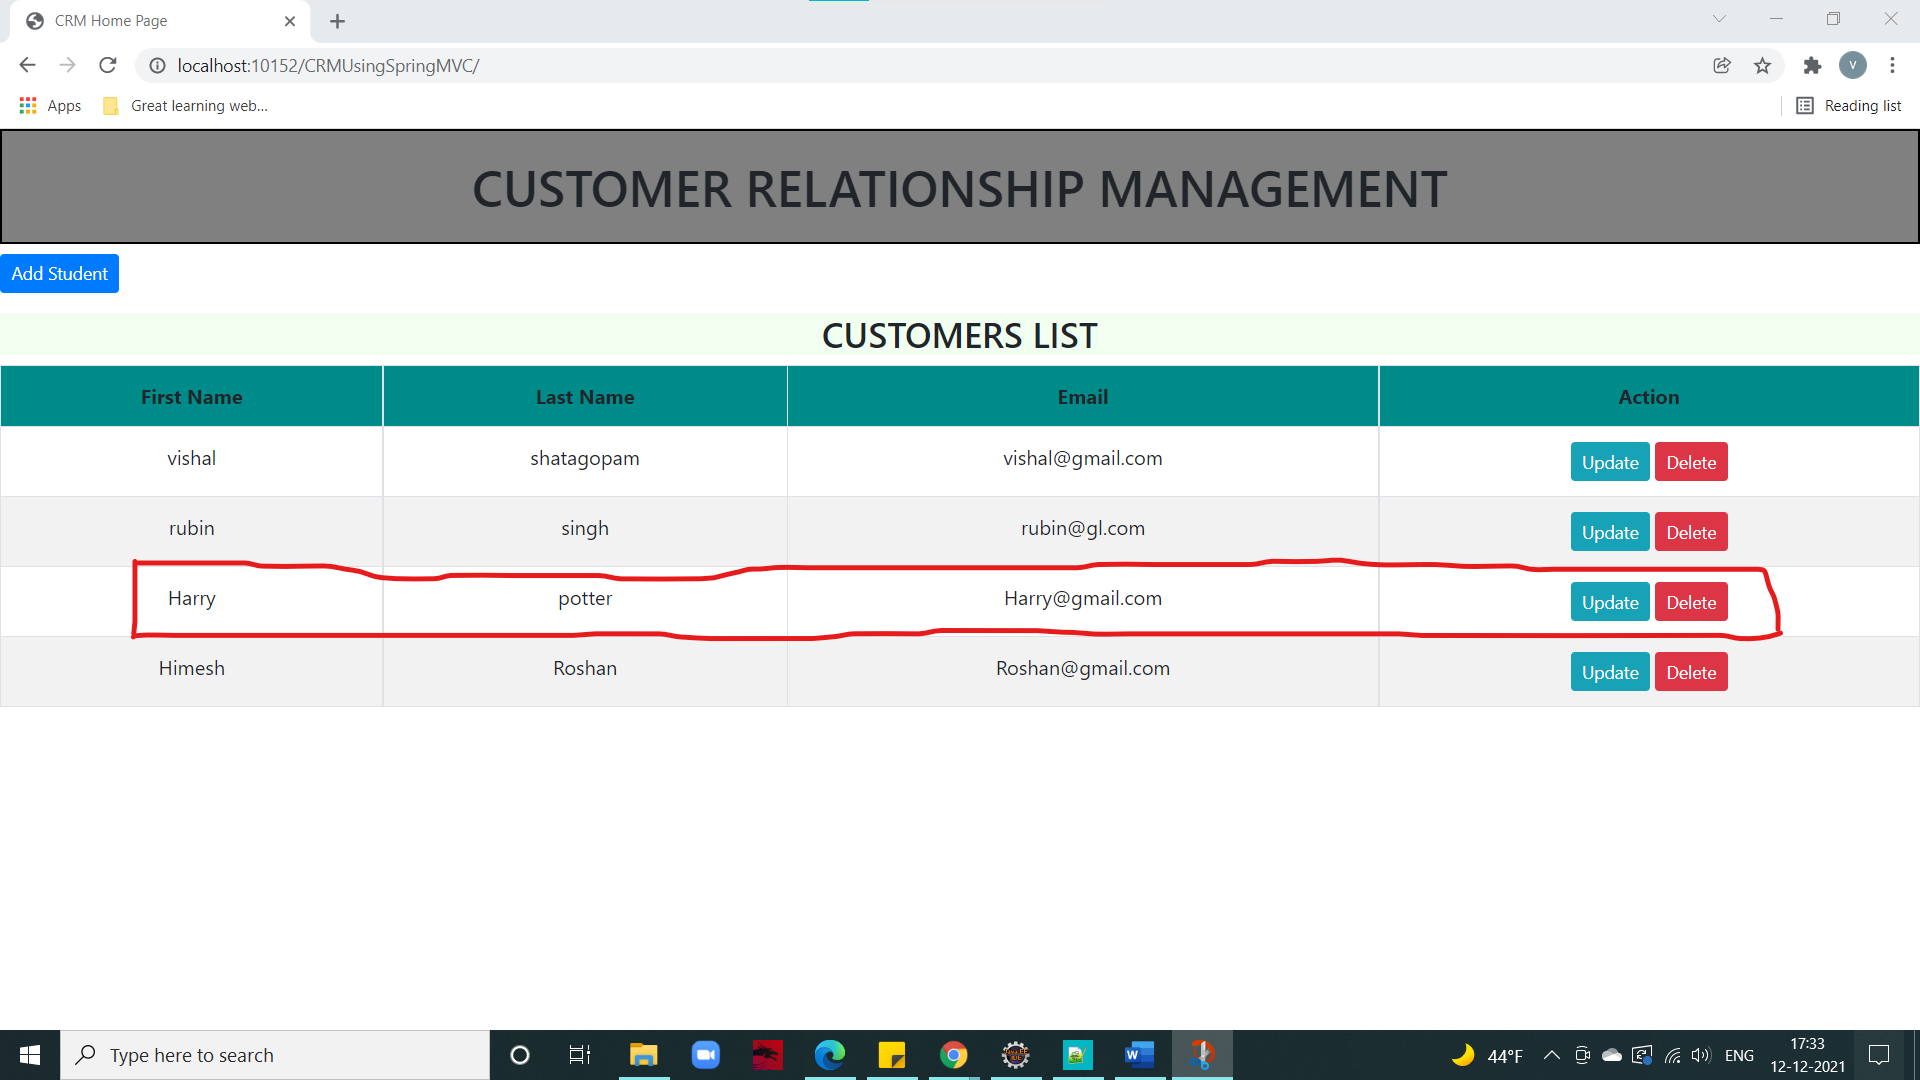 CRM Home Page
localhost:10152/CRMUsingSpringMVC/
V
Apps Great learning web... Reading list
CUSTOMER RELATIONSHIP MANAGEMENT
Add Student
CUSTOMERS LIST
First Name Last Name Email Action
vishal shatagopam vishal@gmail.com Update Delete
rubin singh rubin@gl.com Update Delete
Harry potter Harry@gmail.com Update Delete
Himesh Roshan Roshan@gmail.com Update Delete
Type here to search 44°F ENG 17:33
12-12-2021